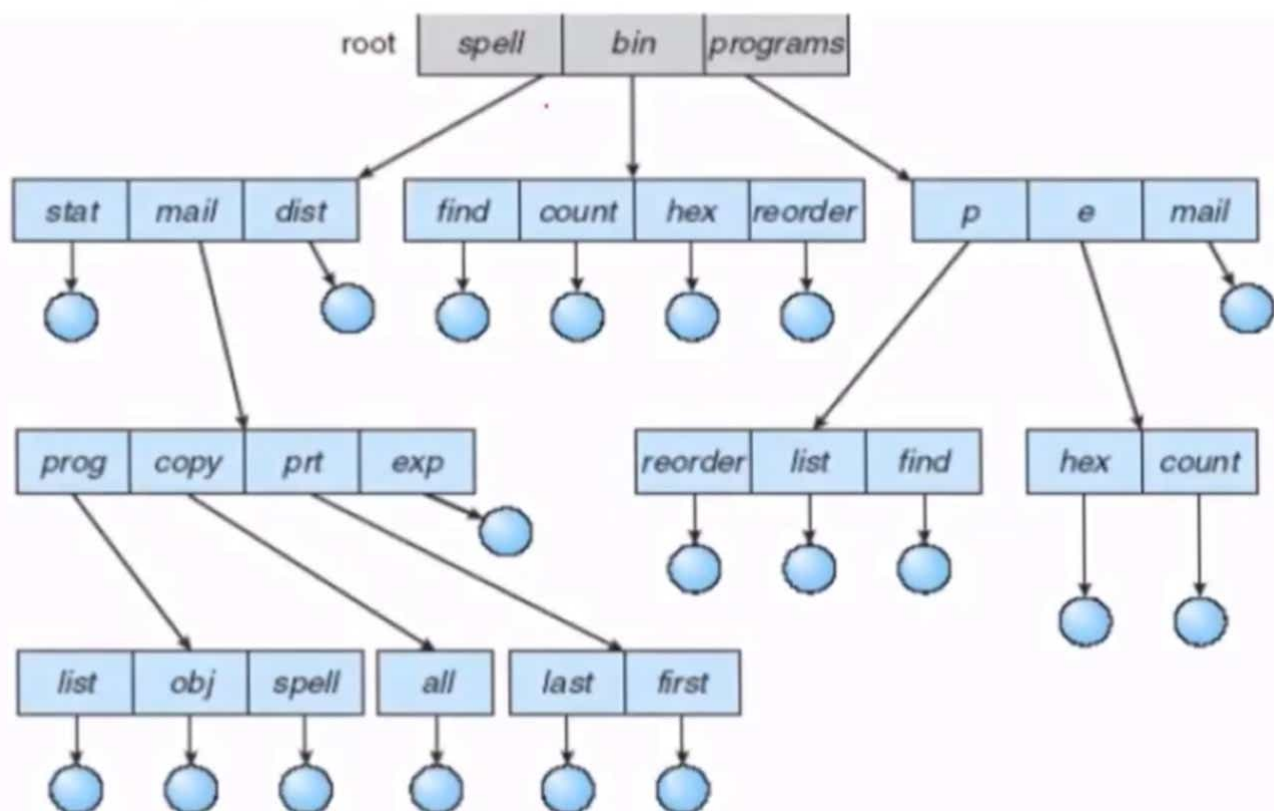 root spell bin programs
stat mail dist find count hex reorder p e mail
prog copy prt exp reorder list find hex count
list obj spell all last first